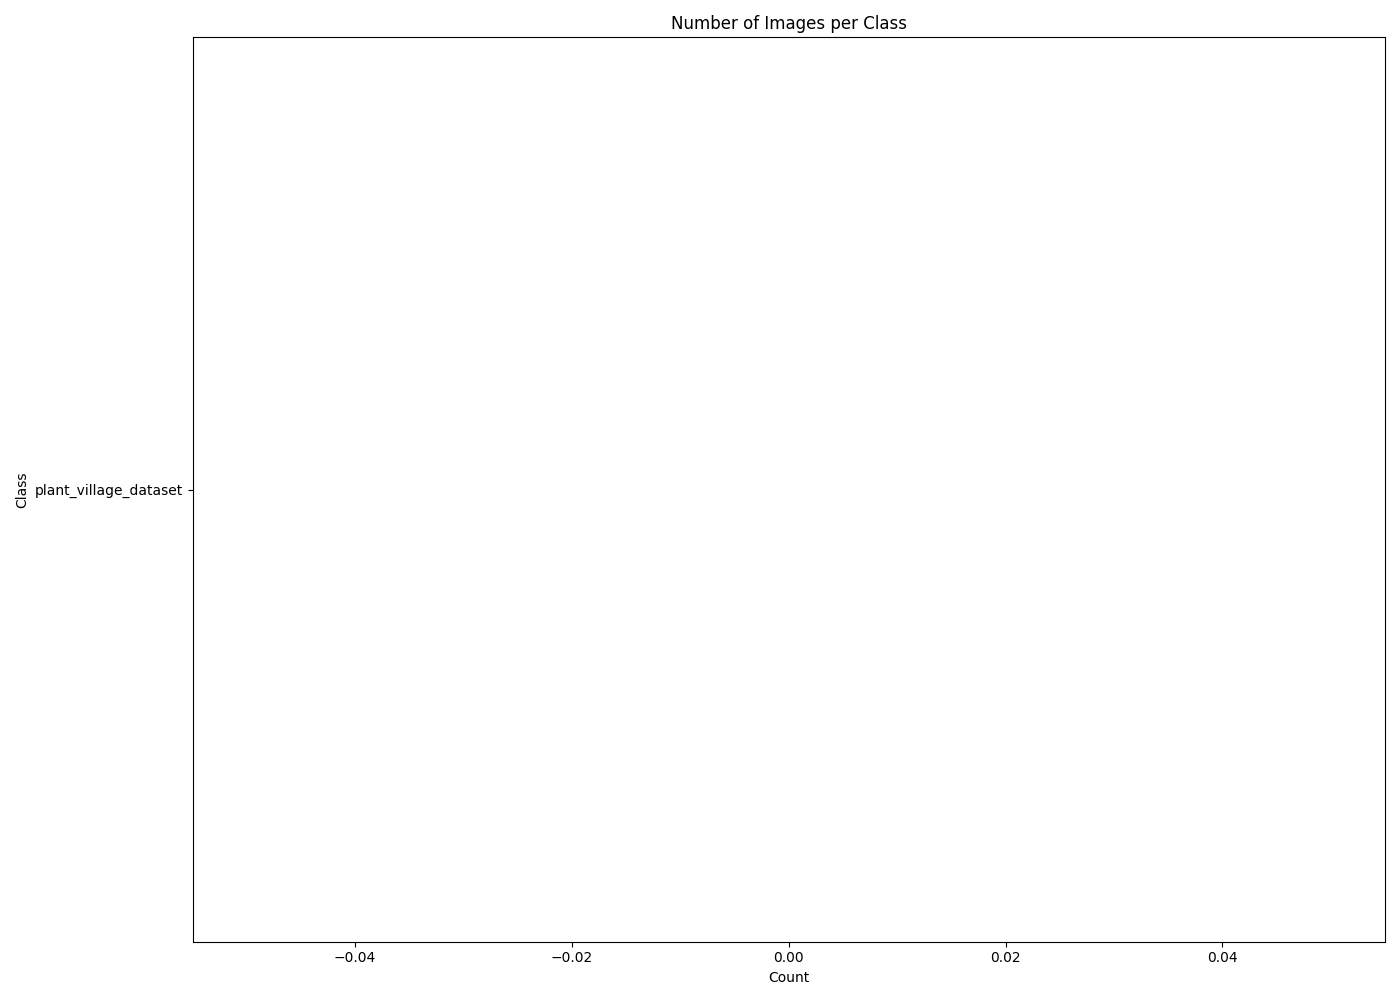 Number of Images per Class
Class
plant_village_dataset
−0.04
−0.02
0.00
0.02
0.04
Count